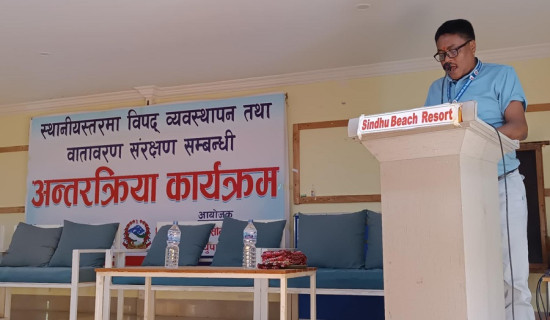 स्थानीयस्तरमा विपद् व्यवस्थापन तथा
वातावरण संरक्षण सम्बन्धी
अन्तरक्रिया कार्यक्रम
आयोजक
Sindhu Beach Resort